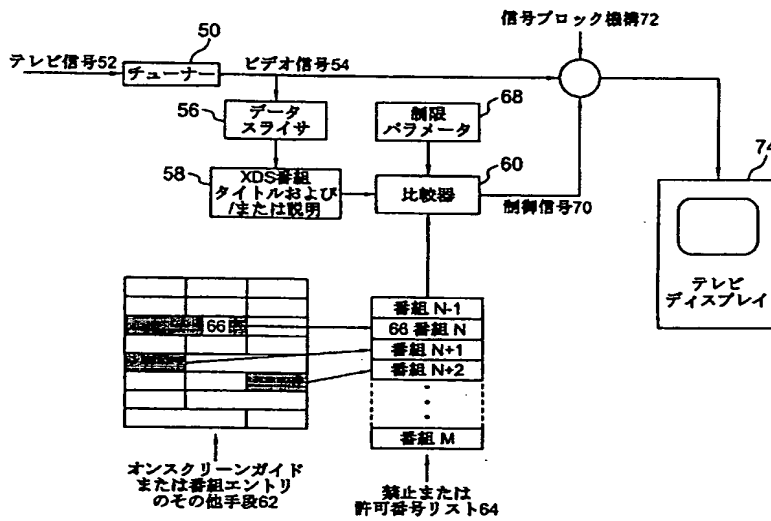 50
信号ブロック機構72
テレビ信号52
チューナー
ビデオ信号54
56
データ
スライサ
68
制限
パラメータ
74
58
XDS番組
タイトルおよび
/または説明
60
比較器
制御信号70
テレビ
ディスプレイ
66
番組 N-1
66 番組 N
番組 N+1
番組 N+2
番組 M
オンスクリーンガイド
または番組エントリ
のその他手段62
禁止または
許可番号リスト64